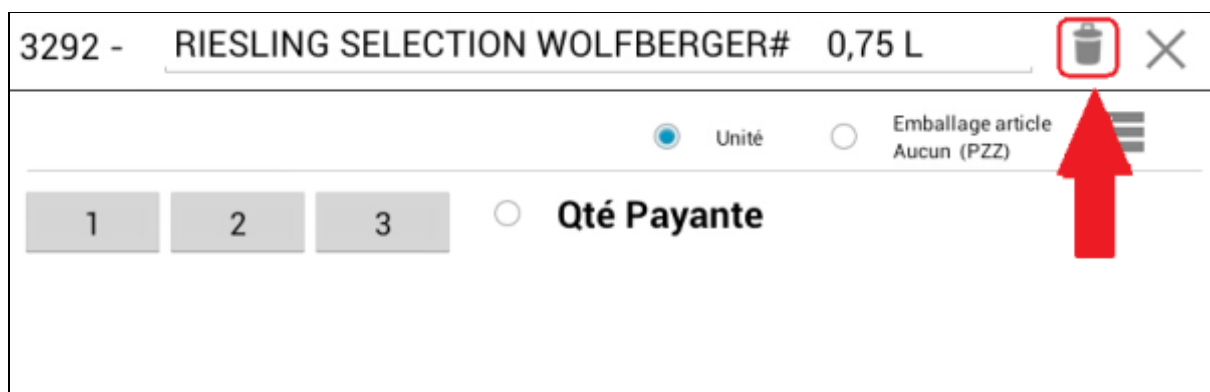 3292 - RIESLING SELECTION WOLFBERGER# 0,75 L
Unité
Emballage article
Aucun (PZZ)
1 2 3 Qté Payante